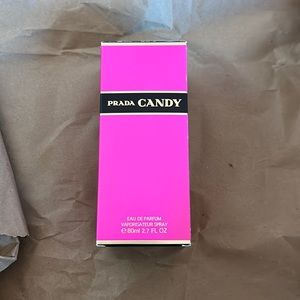 PRADA CANDY
EAU DE PARFUM
VAPORISATEUR SPRAY
℮ 80ml 2.7 FL. OZ